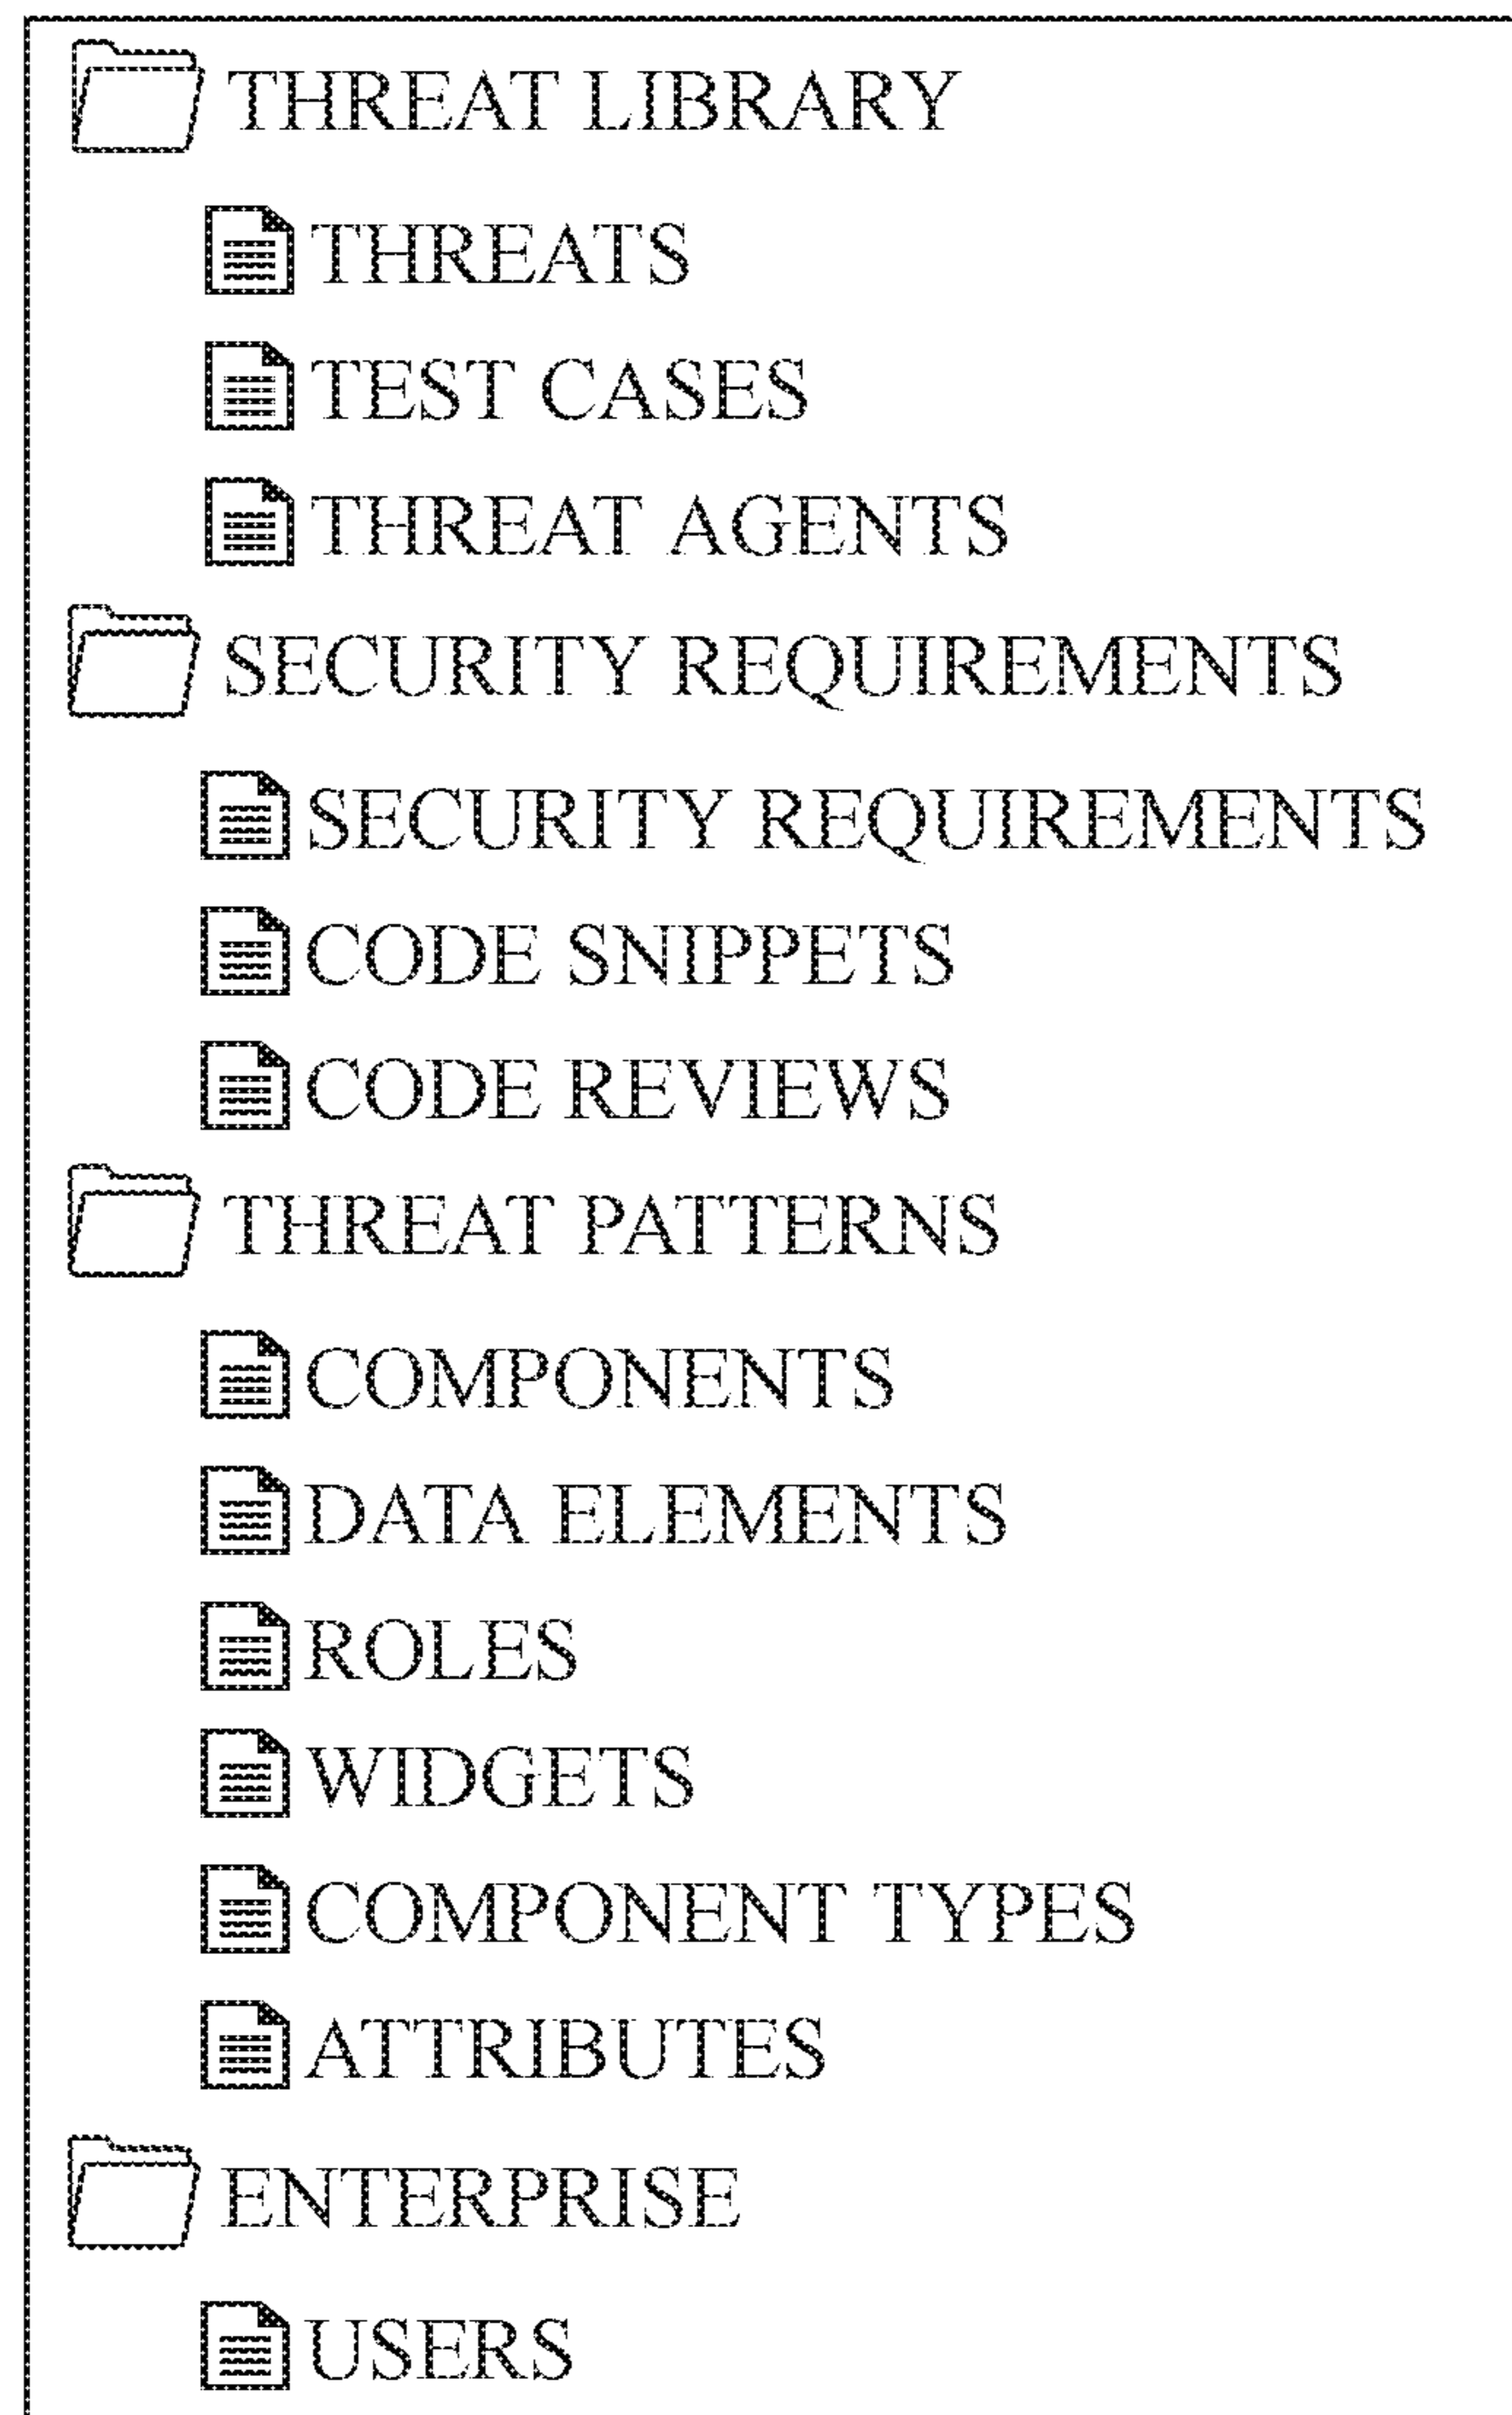 THREAT LIBRARY
THREATS
TEST CASES
THREAT AGENTS
SECURITY REQUIREMENTS
SECURITY REQUIREMENTS
CODE SNIPPETS
CODE REVIEWS
THREAT PATTERNS
COMPONENTS
DATA ELEMENTS
ROLES
WIDGETS
COMPONENT TYPES
ATTRIBUTES
ENTERPRISE
USERS